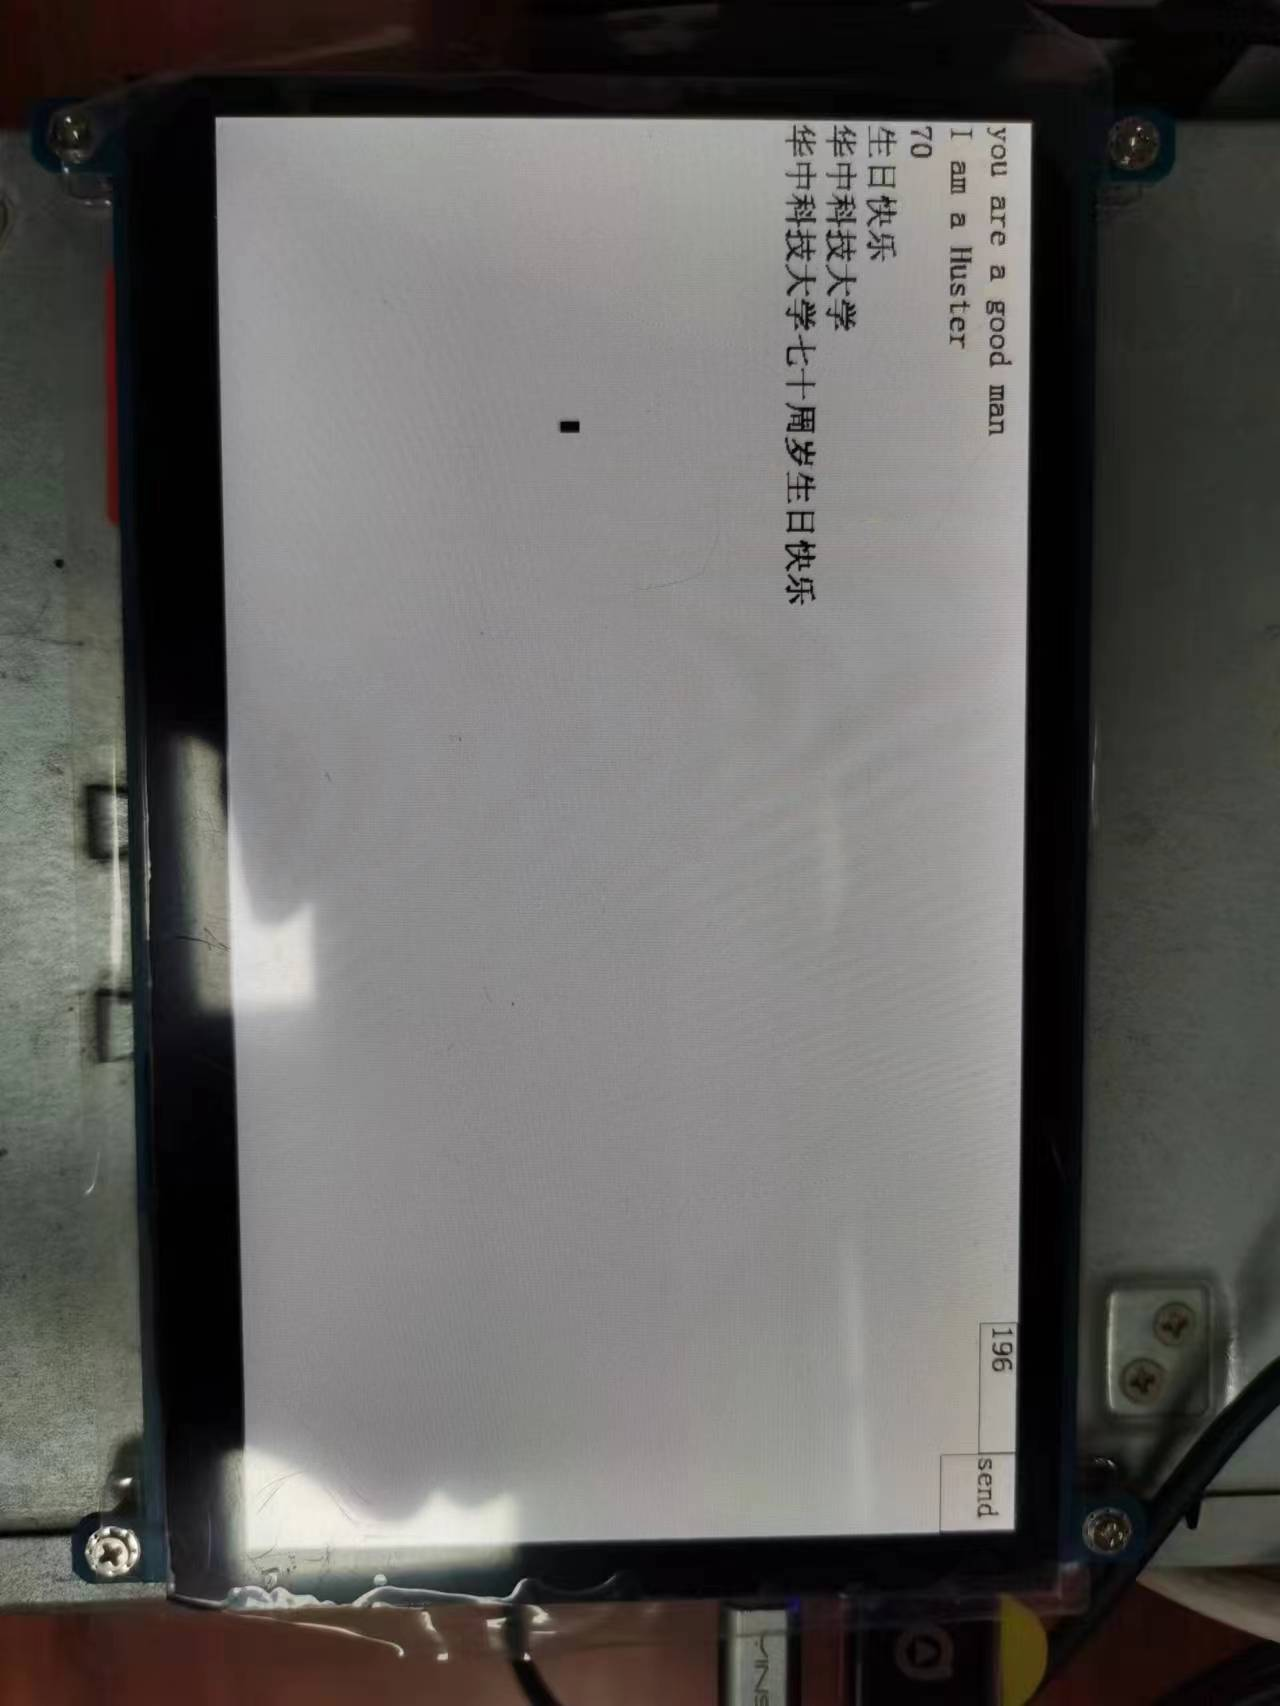 you are a good man
I am a Huster
70
生日快乐
华中科技大学
华中科技大学七十周岁生日快乐
196
send